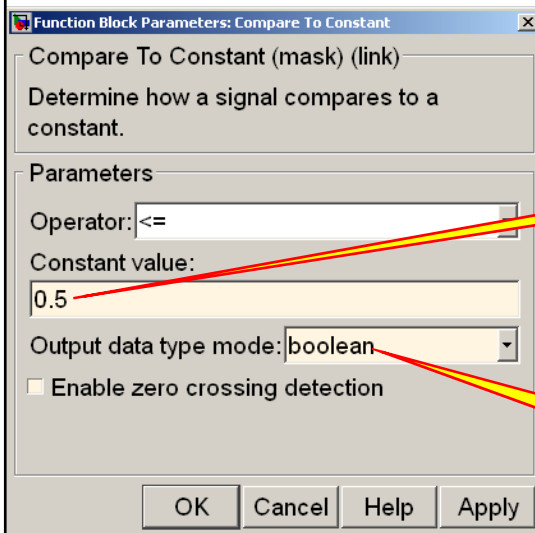 Function Block Parameters: Compare To Constant
Compare To Constant (mask) (link)
Determine how a signal compares to a
constant.
Parameters
Operator: <=
Constant value:
0.5
Output data type mode: boolean
Enable zero crossing detection
OK Cancel Help Apply